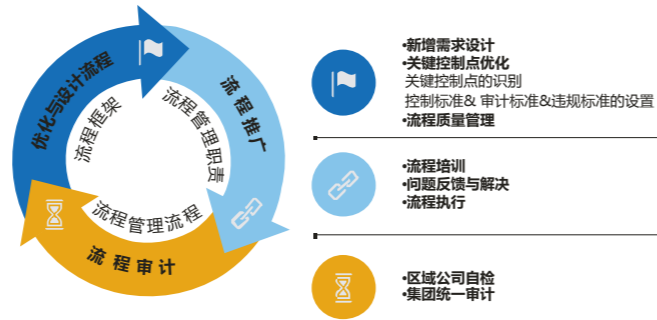 优化与设计流程
流程推广
流程审计
流程框架
流程管理职责
流程管理流程
•新增需求设计
•关键控制点优化
关键控制点的识别
控制标准& 审计标准&违规标准的设置
•流程质量管理
•流程培训
•问题反馈与解决
•流程执行
•区域公司自检
•集团统一审计